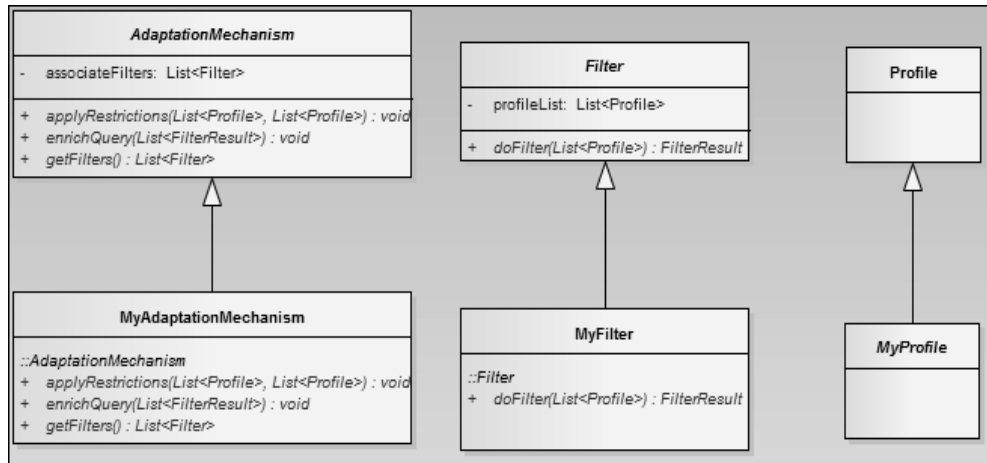 AdaptationMechanism
- associateFilters: List<Filter>
+ applyRestrictions(List<Profile>, List<Profile>) : void
+ enrichQuery(List<FilterResult>) : void
+ getFilters() : List<Filter>
Filter
- profileList: List<Profile>
+ doFilter(List<Profile>) : FilterResult
Profile
MyAdaptationMechanism
::AdaptationMechanism
+ applyRestrictions(List<Profile>, List<Profile>) : void
+ enrichQuery(List<FilterResult>) : void
+ getFilters() : List<Filter>
MyFilter
::Filter
+ doFilter(List<Profile>) : FilterResult
MyProfile